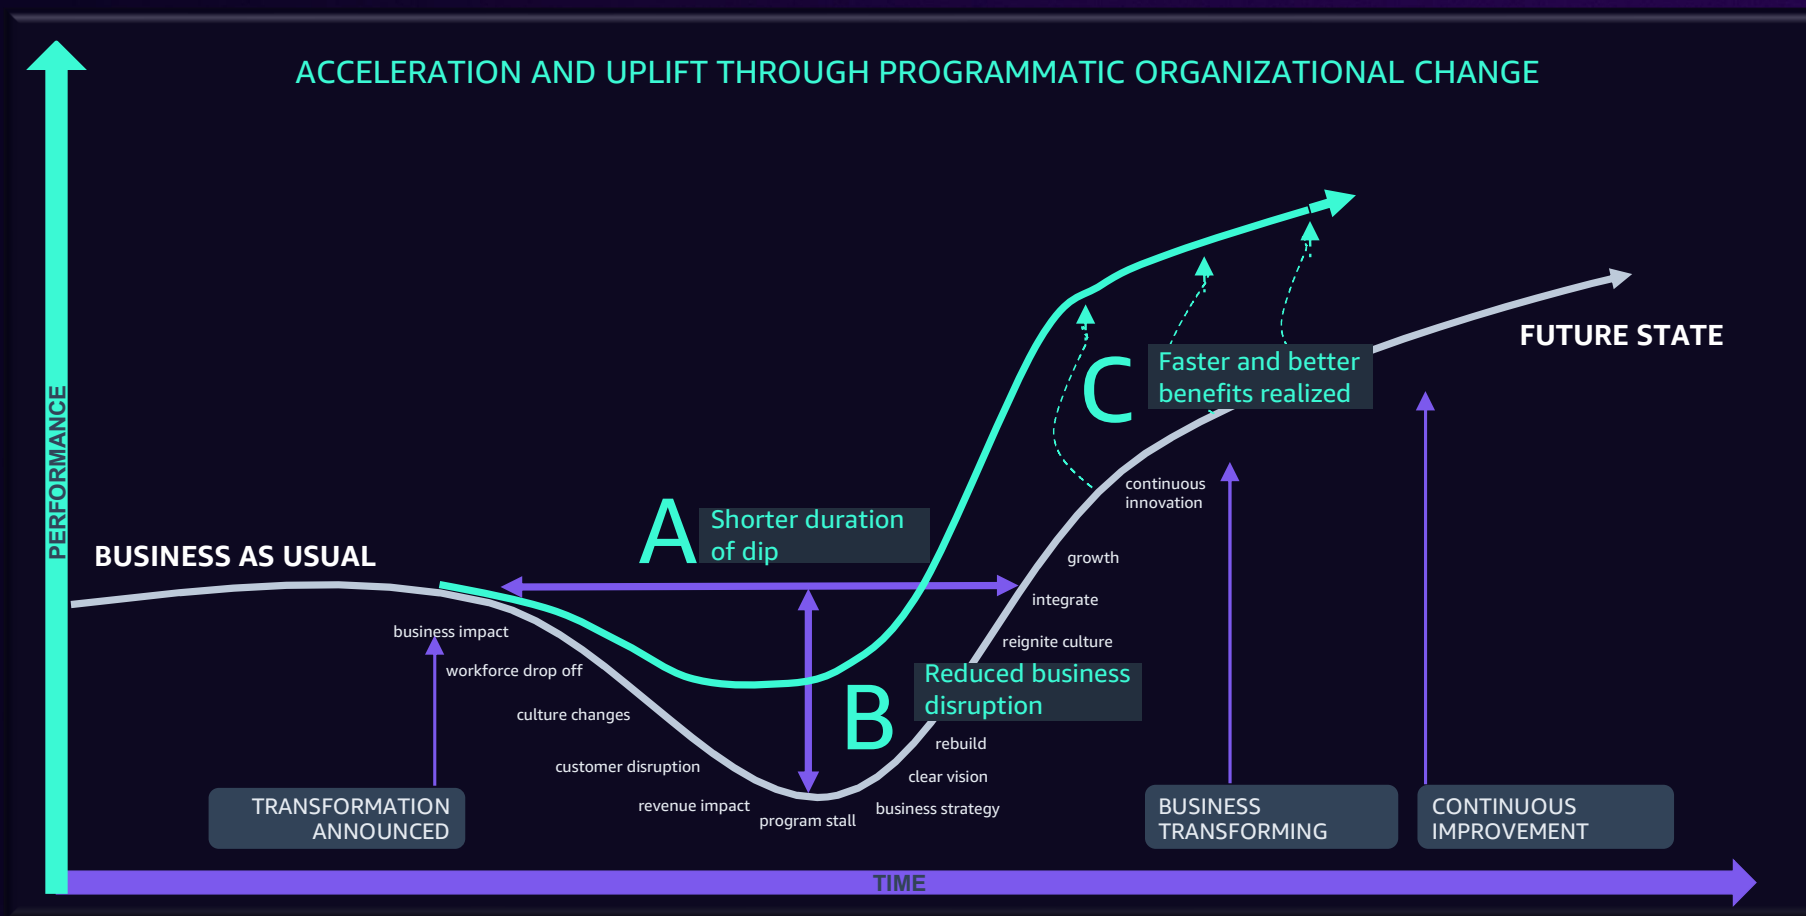 ACCELERATION AND UPLIFT THROUGH PROGRAMMATIC ORGANIZATIONAL CHANGE
PERFORMANCE
BUSINESS AS USUAL
A
Shorter duration
of dip
C
Faster and better
benefits realized
FUTURE STATE
business impact
workforce drop off
culture changes
customer disruption
revenue impact
program stall
business strategy
clear vision
rebuild
B
Reduced business
disruption
reignite culture
integrate
growth
continuous
innovation
TRANSFORMATION
ANNOUNCED
BUSINESS
TRANSFORMING
CONTINUOUS
IMPROVEMENT
TIME